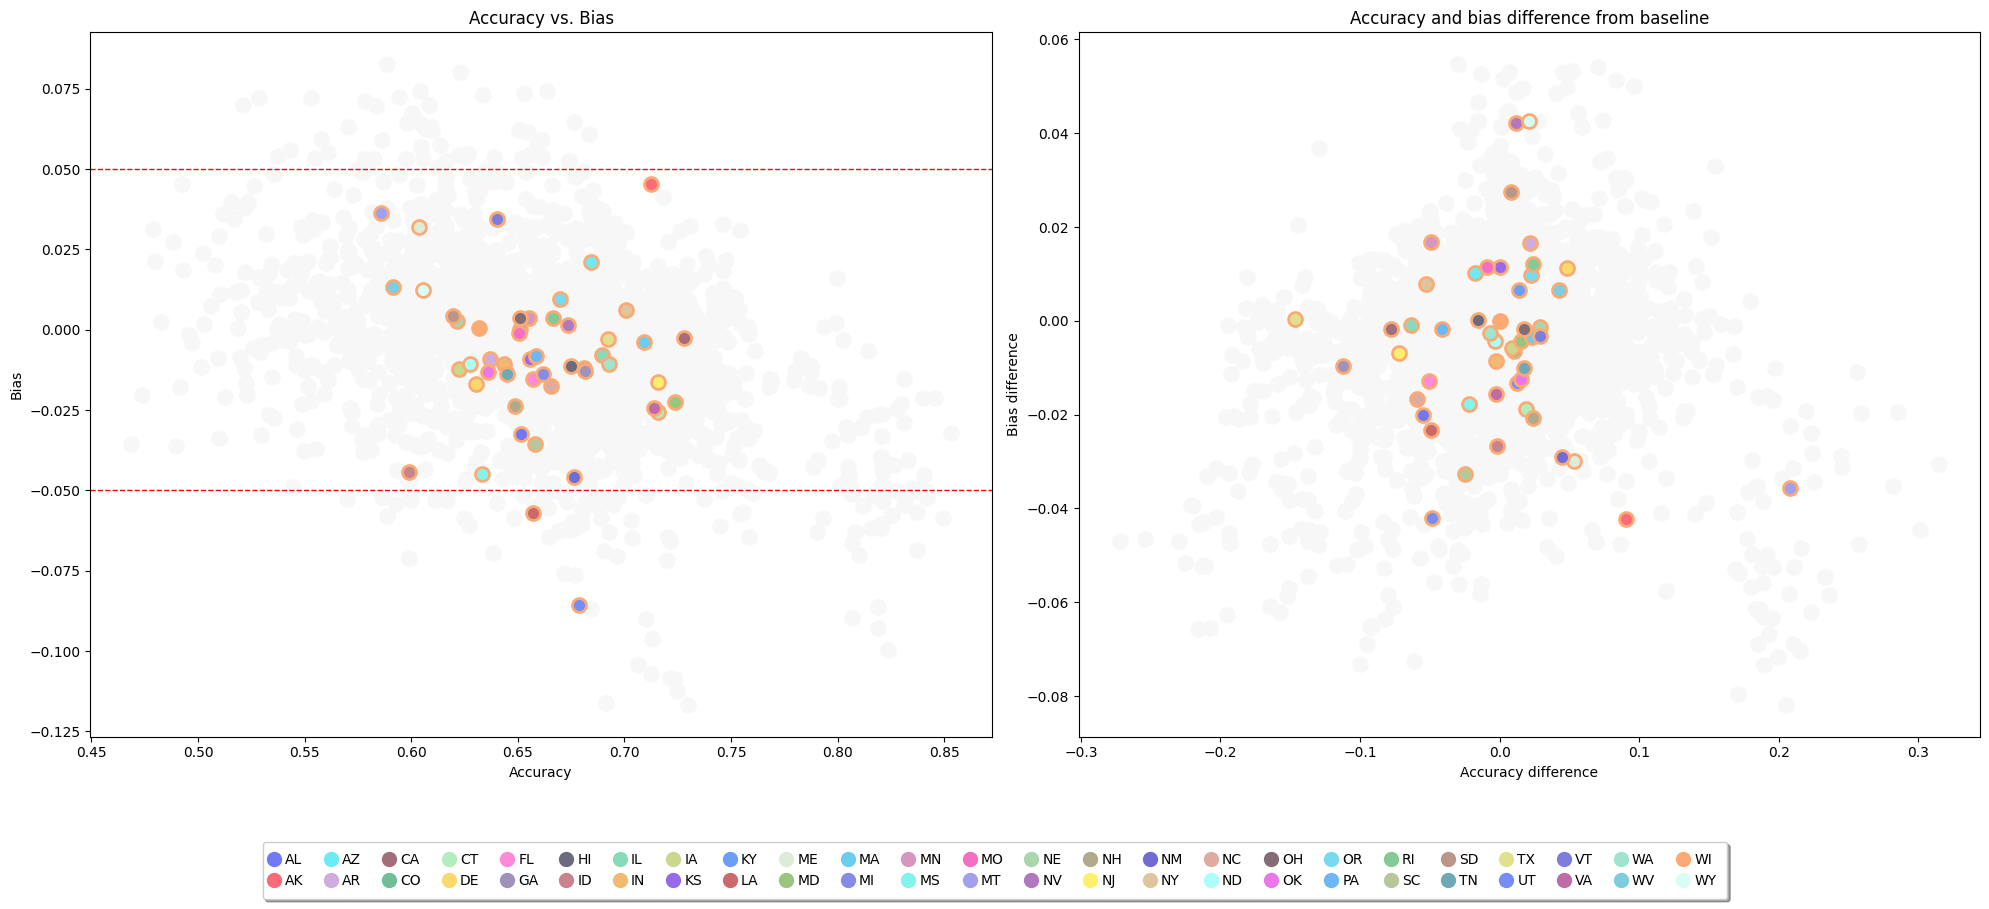 Accuracy vs. Bias
0.075
0.050
0.025
0.000
−0.025
−0.050
−0.075
−0.100
−0.125
Bias
0.45 0.50 0.55 0.60 0.65 0.70 0.75 0.80 0.85
Accuracy
Accuracy and bias difference from baseline
0.06
0.04
0.02
0.00
−0.02
−0.04
−0.06
−0.08
Bias difference
−0.3 −0.2 −0.1 0.0 0.1 0.2 0.3
Accuracy difference
AL AZ CA CT FL HI IL IA KY ME MA MN MO NE NH NM NC OH OR RI SD TX VT WA WI
AK AR CO DE GA ID IN KS LA MD MI MS MT NV NJ NY ND OK PA SC TN UT VA WV WY